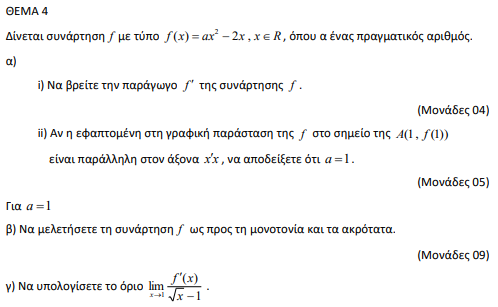 ΘΕΜΑ 4
Δίνεται συνάρτηση f με τύπο f(x) = ax² − 2x , x ∈ R , όπου α ένας πραγματικός αριθμός.
α)
i) Να βρείτε την παράγωγο f′ της συνάρτησης f .
(Μονάδες 04)
ii) Αν η εφαπτομένη στη γραφική παράσταση της f στο σημείο της A(1 , f(1))
είναι παράλληλη στον άξονα x′x , να αποδείξετε ότι a = 1 .
(Μονάδες 05)
Για a = 1
β) Να μελετήσετε τη συνάρτηση f ως προς τη μονοτονία και τα ακρότατα.
(Μονάδες 09)
γ) Να υπολογίσετε το όριο lim x→1 f′(x) / (√x − 1) .